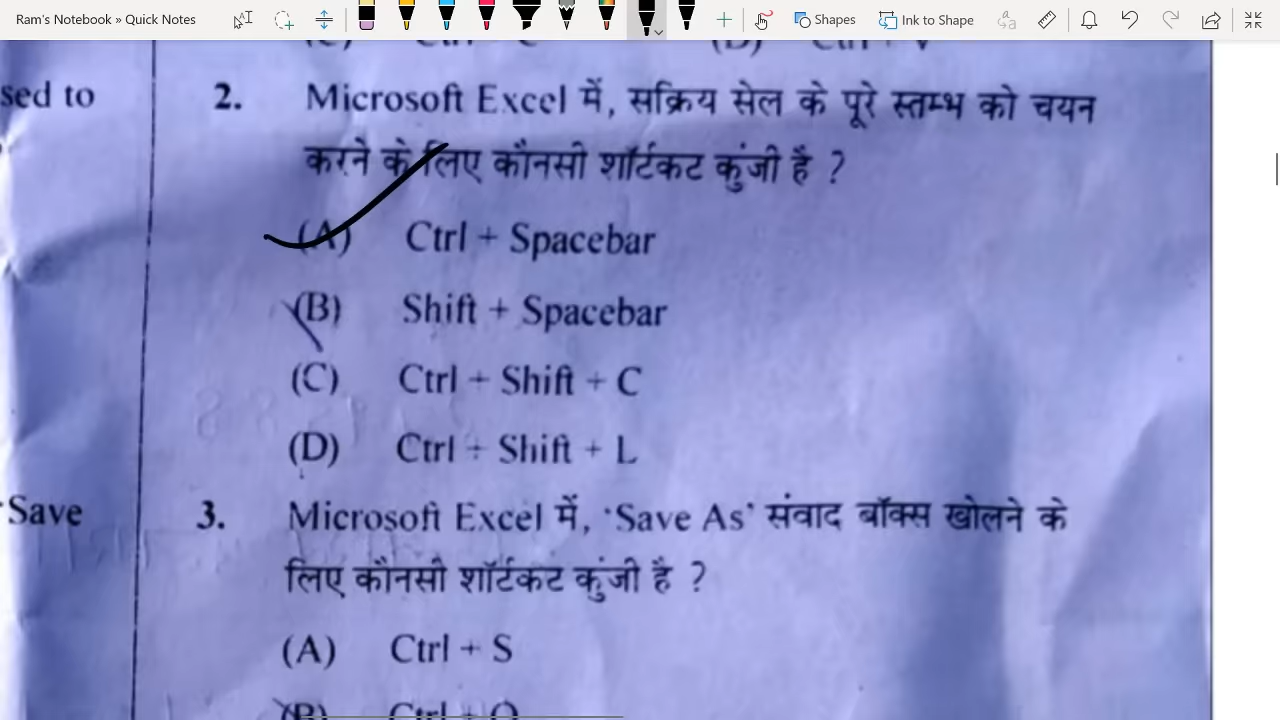 Ram's Notebook » Quick Notes
Shapes
Ink to Shape
sed to
2. Microsoft Excel में, सक्रिय सेल के पूरे स्तम्भ को चयन
करने के लिए कौनसी शॉर्टकट कुंजी है ?
(A) Ctrl + Spacebar
(B) Shift + Spacebar
(C) Ctrl + Shift + C
(D) Ctrl + Shift + L
Save
3. Microsoft Excel में, 'Save As' संवाद बॉक्स खोलने के
लिए कौनसी शॉर्टकट कुंजी है ?
(A) Ctrl + S
(B) Ctrl + O